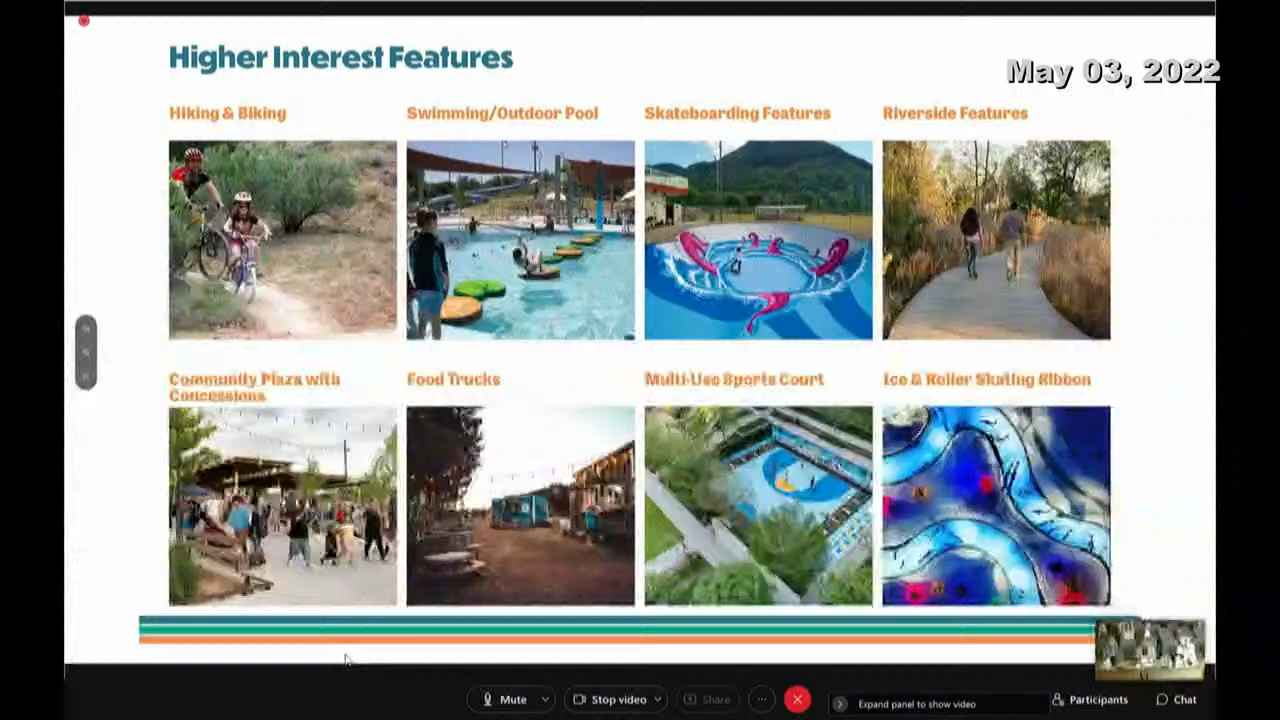 Higher Interest Features
May 03, 2022
Hiking & Biking
Swimming/Outdoor Pool
Skateboarding Features
Riverside Features
Community Plaza with
Concessions
Food Trucks
Multi-Use Sports Court
Ice & Roller Skating Ribbon
Mute
Stop video
Share
Expand panel to show video
Participants
Chat